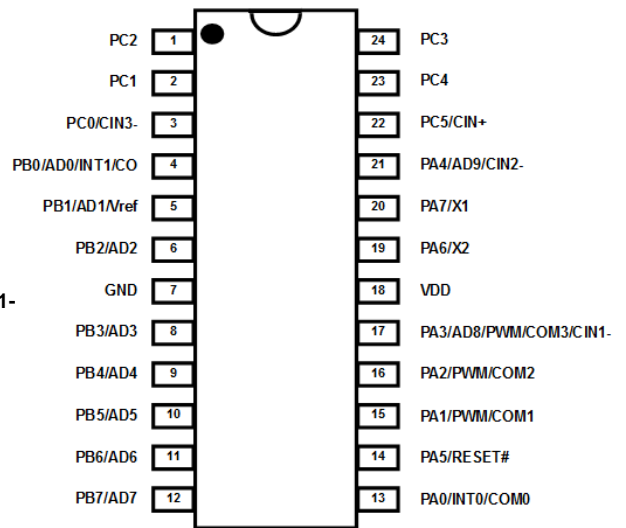 PC2 1 24 PC3
PC1 2 23 PC4
PC0/CIN3- 3 22 PC5/CIN+
PB0/AD0/INT1/CO 4 21 PA4/AD9/CIN2-
PB1/AD1/Vref 5 20 PA7/X1
PB2/AD2 6 19 PA6/X2
GND 7 18 VDD
1-
PB3/AD3 8 17 PA3/AD8/PWM/COM3/CIN1-
PB4/AD4 9 16 PA2/PWM/COM2
PB5/AD5 10 15 PA1/PWM/COM1
PB6/AD6 11 14 PA5/RESET#
PB7/AD7 12 13 PA0/INT0/COM0